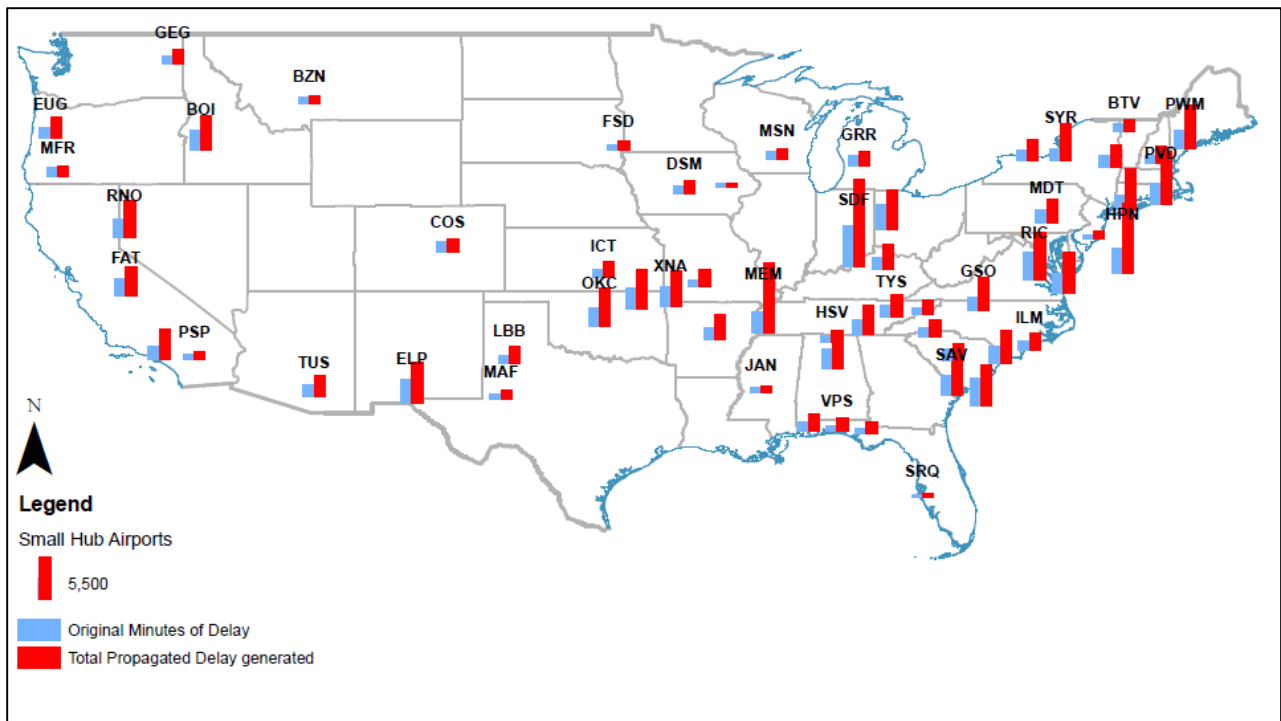 GEG
BZN
EUG
BOI
BTV
PWM
SYR
FSD
MSN
GRR
MFR
PVD
DSM
MDT
RNO
SDF
HPN
COS
RIC
ICT
XNA
FAT
MEM
TYS
GSO
OKC
HSV
ILM
PSP
LBB
SAV
TUS
ELP
JAN
MAF
VPS
N
SRQ
Legend
Small Hub Airports
5,500
Original Minutes of Delay
Total Propagated Delay generated